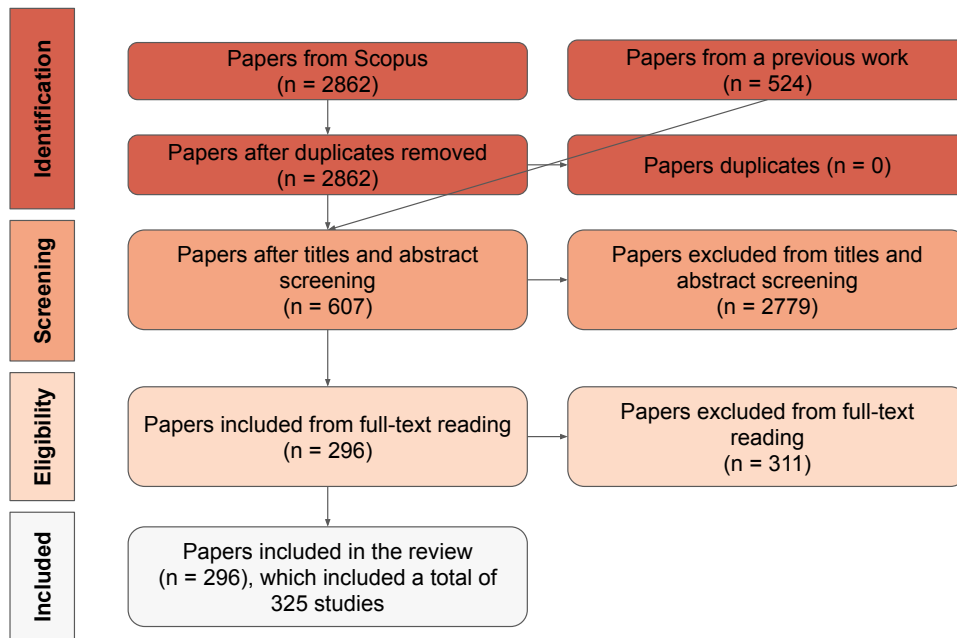 Identification
Papers from Scopus
(n = 2862)
Papers from a previous work
(n = 524)
Papers after duplicates removed
(n = 2862)
Papers duplicates (n = 0)
Screening
Papers after titles and abstract
screening
(n = 607)
Papers excluded from titles and
abstract screening
(n = 2779)
Eligibility
Papers included from full-text reading
(n = 296)
Papers excluded from full-text
reading
(n = 311)
Included
Papers included in the review
(n = 296), which included a total of
325 studies